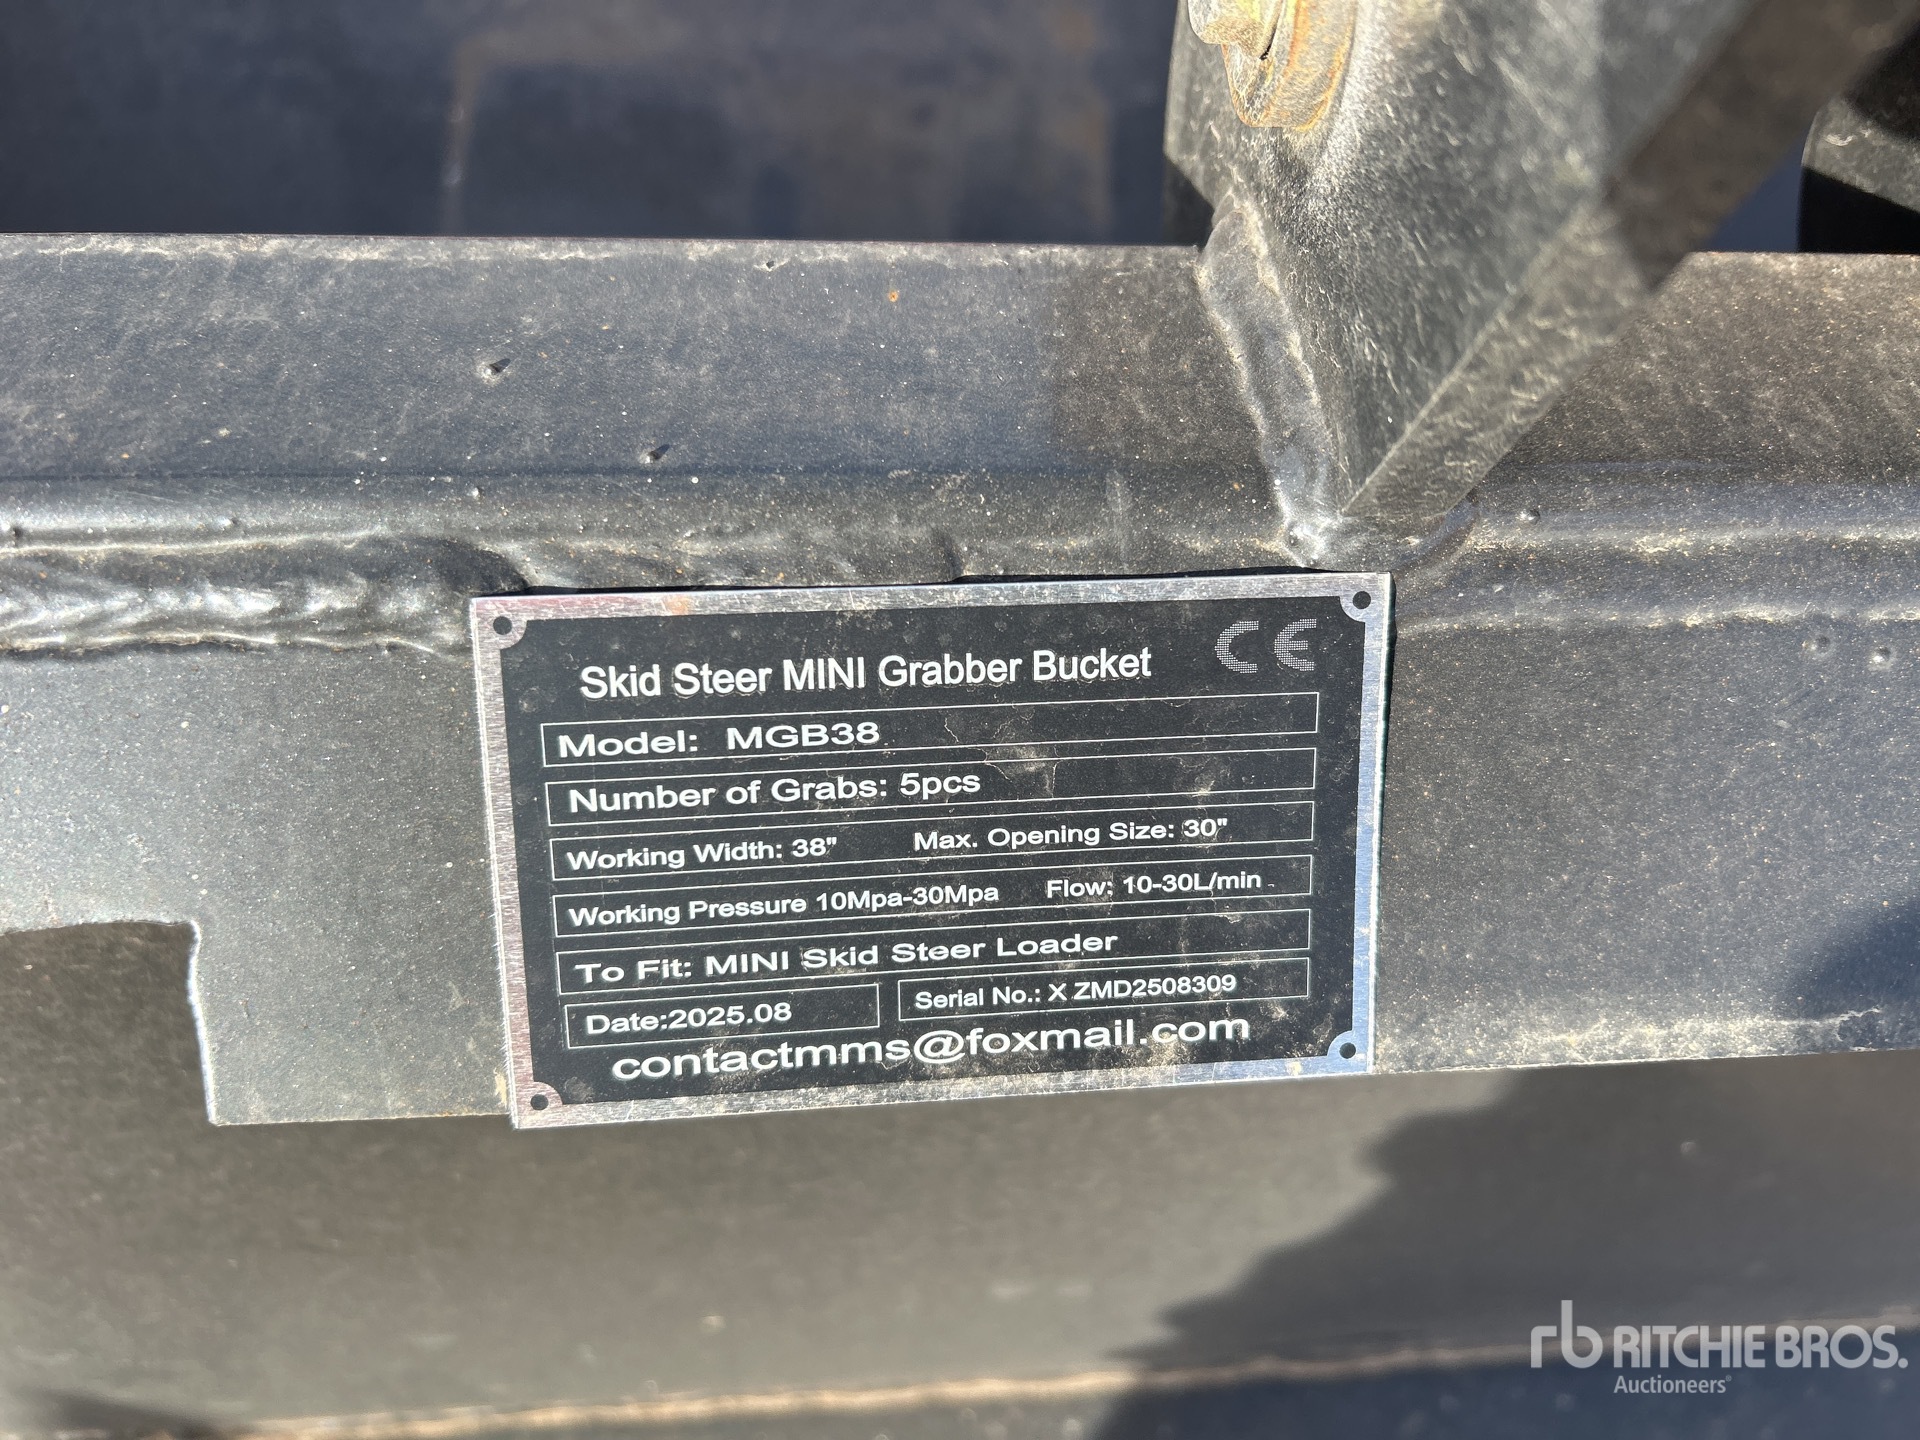 CE
Skid Steer MINI Grabber Bucket
Model: MGB38
Number of Grabs: 5pcs
Working Width: 38" Max. Opening Size: 30"
Working Pressure 10Mpa-30Mpa Flow: 10-30L/min
To Fit: MINI Skid Steer Loader
Date:2025.08 Serial No.: X ZMD2508309
contactmms@foxmail.com
rb RITCHIE BROS.
Auctioneers